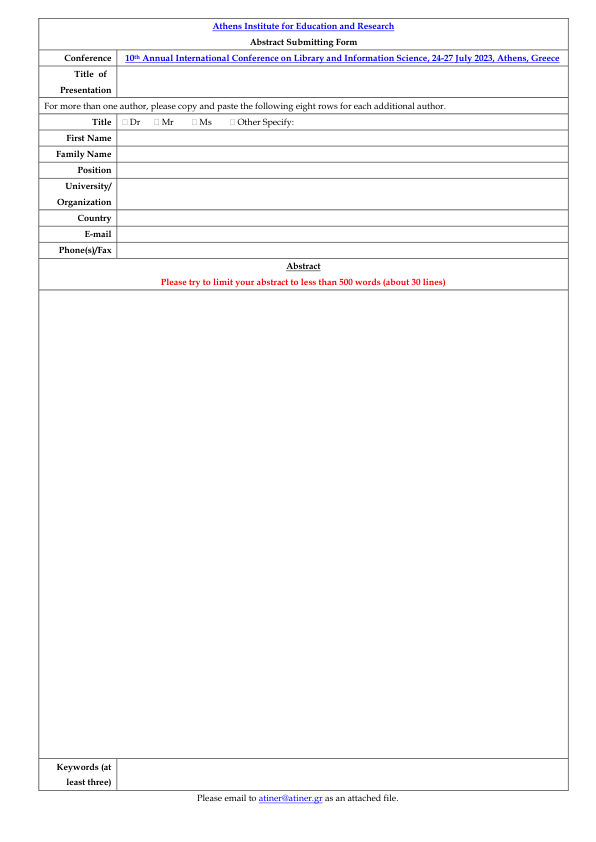 Athens Institute for Education and Research
Abstract Submitting Form
Conference 10th Annual International Conference on Library and Information Science, 24-27 July 2023, Athens, Greece
Title of
Presentation
For more than one author, please copy and paste the following eight rows for each additional author.
Title □ Dr □ Mr □ Ms □ Other Specify:
First Name
Family Name
Position
University/
Organization
Country
E-mail
Phone(s)/Fax
Abstract
Please try to limit your abstract to less than 500 words (about 30 lines)
Keywords (at
least three)
Please email to atiner@atiner.gr as an attached file.